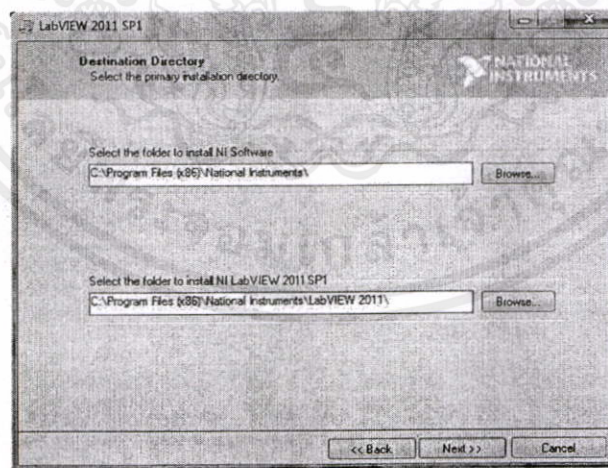 LabVIEW 2011 SP1
Destination Directory
Select the primary installation directory.
NATIONAL
INSTRUMENTS
Select the folder to install NI Software
C:\Program Files (x86)\National Instruments\
Browse...
Select the folder to install NI LabVIEW 2011 SP1
C:\Program Files (x86)\National Instruments\LabVIEW 2011\
Browse...
<< Back
Next >>
Cancel